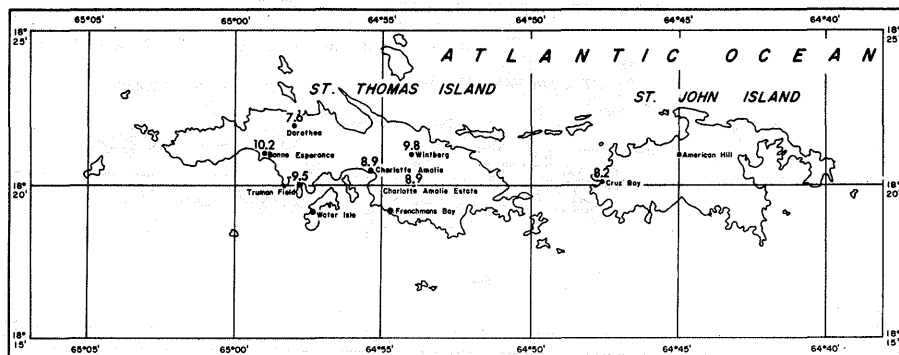 65°05' 65°00' 64°55' 64°50' 64°45' 64°40'
18° 25' 18° 25'
ATLANTIC OCEAN
ST. THOMAS ISLAND
ST. JOHN ISLAND
7.6
Dorothea
10.2
Bonne Esperance
9.8
Wintberg
American Hill
8.9
Charlotte Amalie
8.9
8.2
Cruz Bay
18° 20' 18° 20'
9.5
Truman Field
Charlotte Amalie Estate
Water Isle
Frenchmans Bay
18° 15' 18° 15'
65°05' 65°00' 64°55' 64°50' 64°45' 64°40'